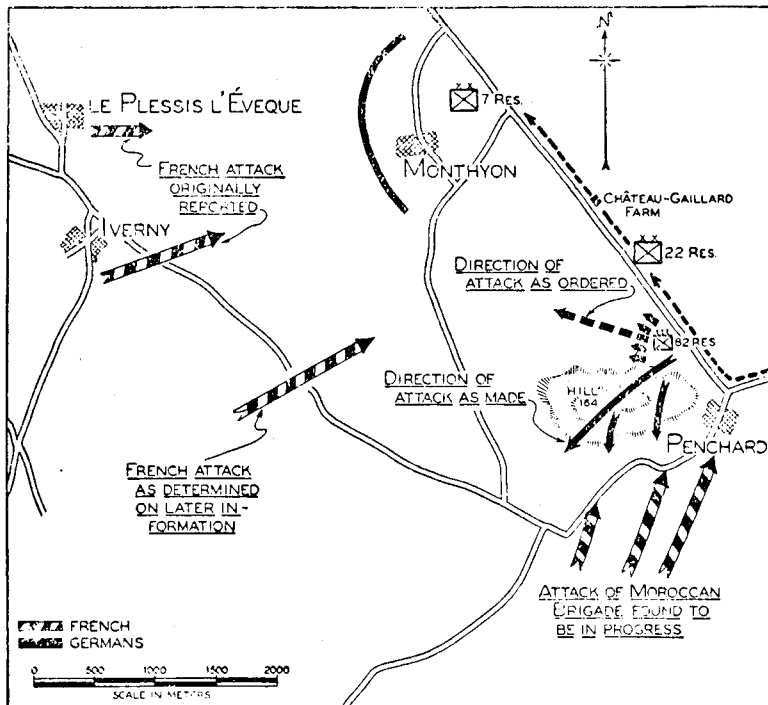 N
LE PLESSIS L'ÉVEQUE
7 RES.
FRENCH ATTACK
ORIGINALLY
REPORTED
MONTHYON
CHÂTEAU-GAILLARD
FARM
IVERNY
22 RES.
DIRECTION OF
ATTACK AS ORDERED
82 RES
DIRECTION OF
ATTACK AS MADE
HILL
164
PENCHARD
FRENCH ATTACK
AS DETERMINED
ON LATER IN-
FORMATION
ATTACK OF MOROCCAN
BRIGADE FOUND TO
BE IN PROGRESS
FRENCH
GERMANS
0 500 1000 1500 2000
SCALE IN METERS